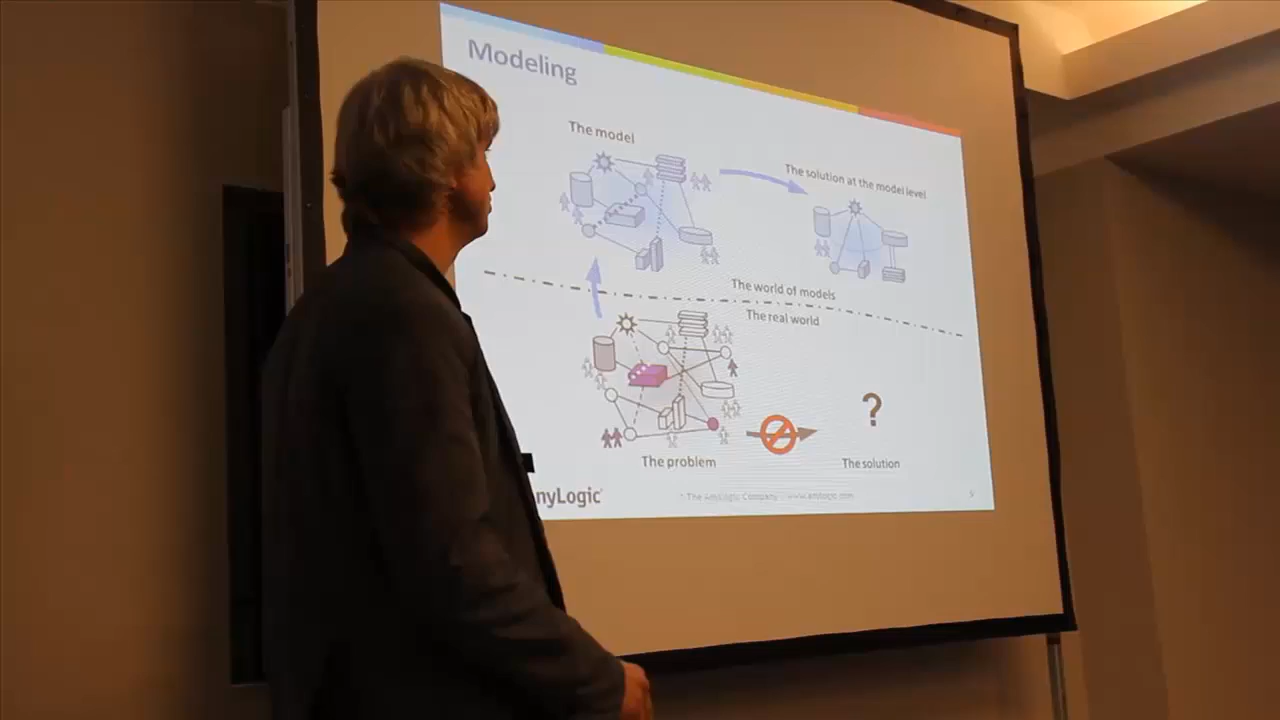 Modeling
The model
The solution at the model level
The world of models
The real world
?
The problem
The solution
nyLogic
The AnyLogic Company www.anylogic.com